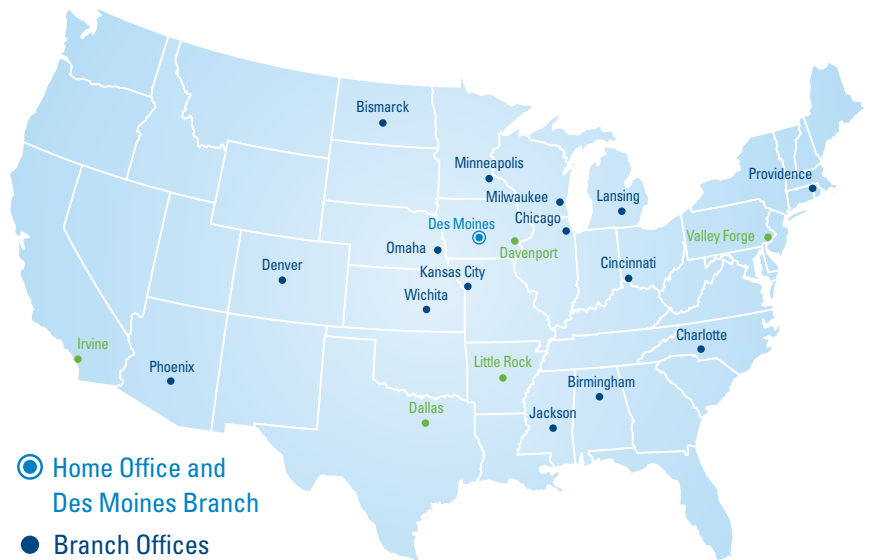 Bismarck
Minneapolis
Providence
Milwaukee
Lansing
Chicago
Des Moines
Valley Forge
Omaha
Davenport
Denver
Cincinnati
Kansas City
Wichita
Charlotte
Irvine
Little Rock
Phoenix
Birmingham
Dallas
Jackson
Home Office and
Des Moines Branch
Branch Offices